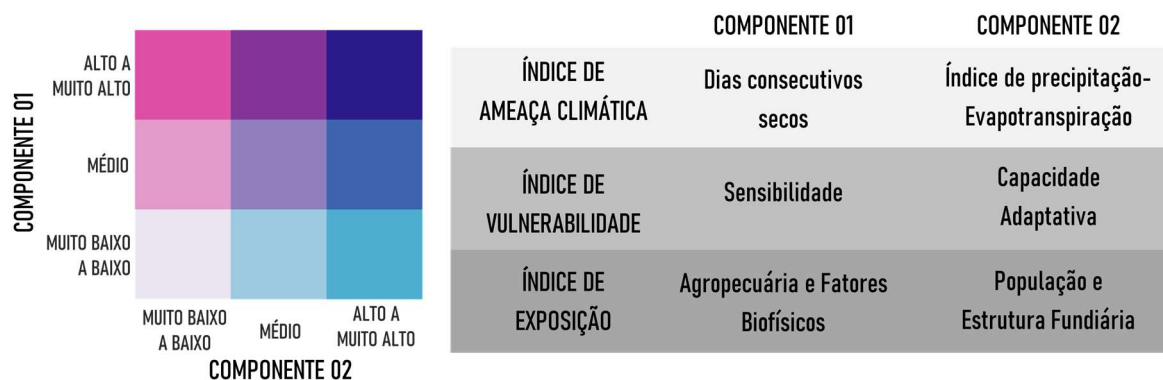 COMPONENTE 01
ALTO A
MUITO ALTO
MÉDIO
MUITO BAIXO
A BAIXO
MUITO BAIXO
A BAIXO
MÉDIO
ALTO A
MUITO ALTO
COMPONENTE 02
COMPONENTE 01
COMPONENTE 02
ÍNDICE DE
AMEAÇA CLIMÁTICA
Dias consecutivos
secos
Índice de precipitação-
Evapotranspiração
ÍNDICE DE
VULNERABILIDADE
Sensibilidade
Capacidade
Adaptativa
ÍNDICE DE
EXPOSIÇÃO
Agropecuária e Fatores
Biofísicos
População e
Estrutura Fundiária